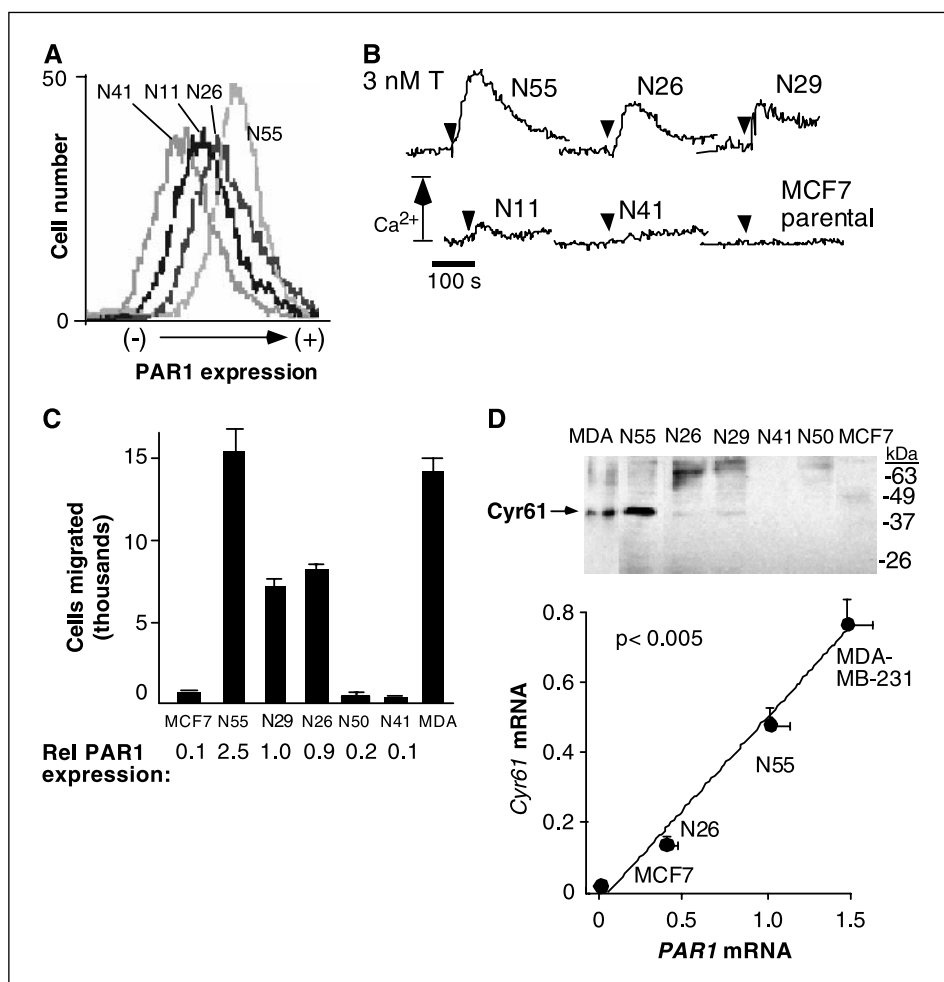 A
50
N41 N11 N26
N55
Cell number
0
(-) (+)
PAR1 expression
B
3 nM T
N55
N26
N29
Ca2+
N11
N41
MCF7
parental
100 s
C
Cells migrated
(thousands)
15
10
5
0
MCF7 N55 N29 N26 N50 N41 MDA
Rel PAR1 0.1 2.5 1.0 0.9 0.2 0.1
expression:
D
MDA N55 N26 N29 N41 N50 MCF7
kDa
-63
-49
Cyr61
-37
-26
0.8
p< 0.005
MDA-
MB-231
0.6
Cyr61 mRNA
0.4
N55
0.2
N26
MCF7
0
0 0.5 1.0 1.5
PAR1 mRNA